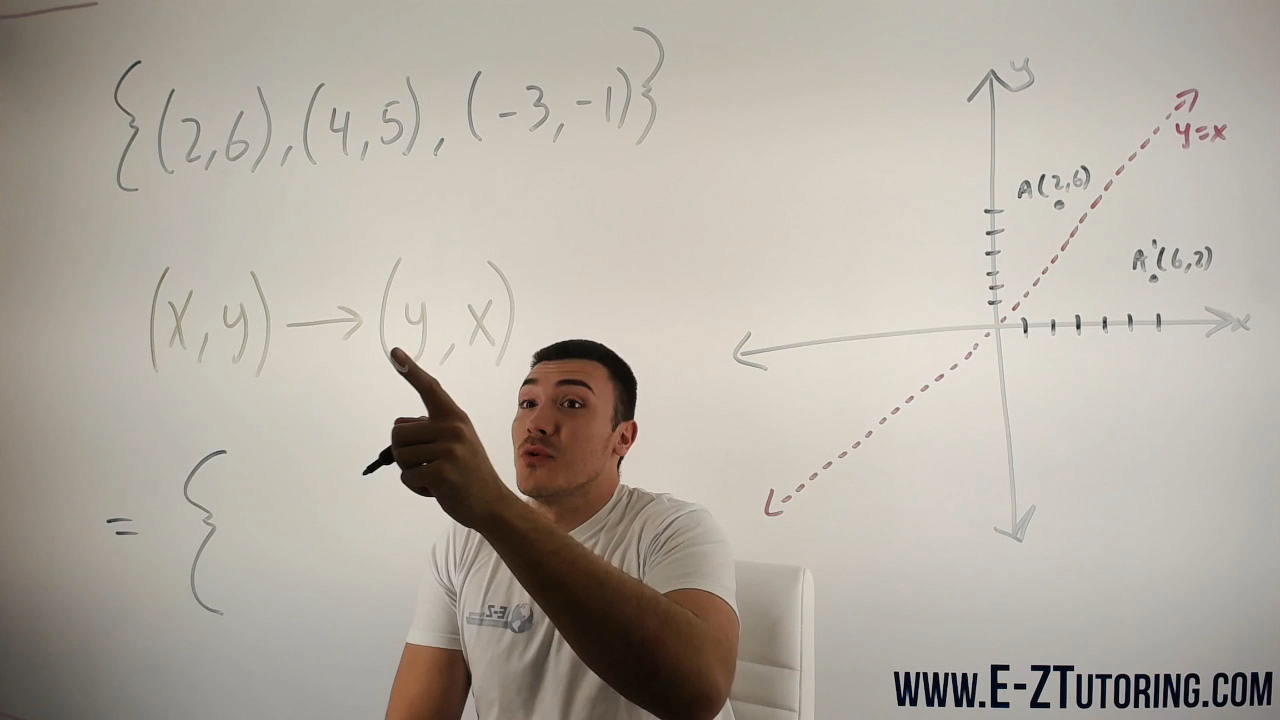 {(2,6),(4,5), (-3,-1)}
(x,y) → (y,x)
= {
y
y=x
A(2,6)
A'(6,2)
x
E-Z
WWW.E-ZTUTORING.COM